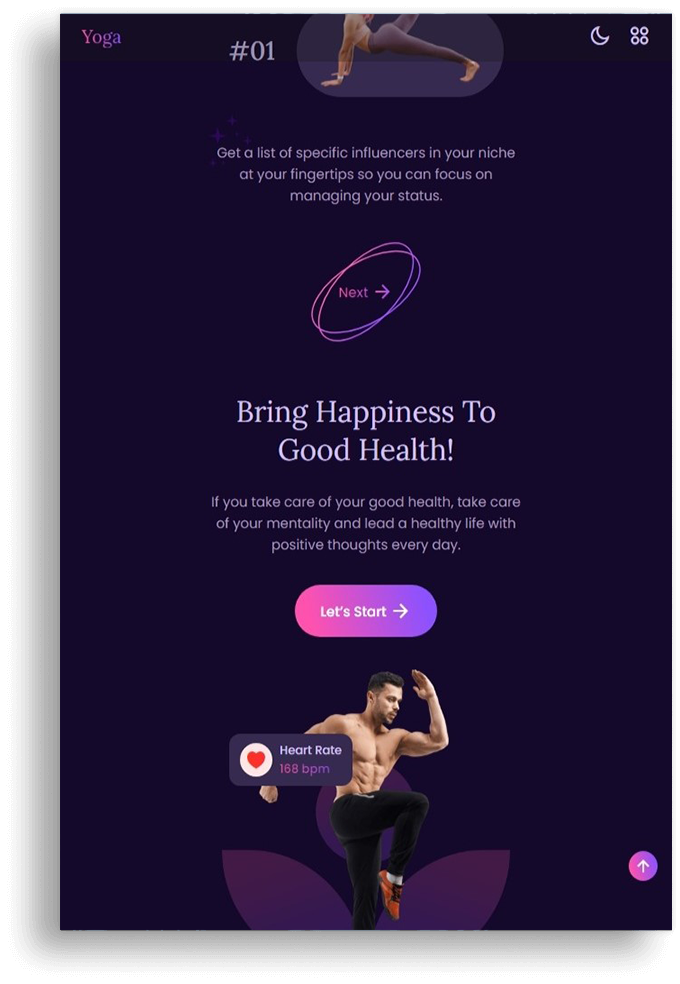 Yoga
#01
Get a list of specific influencers in your niche
at your fingertips so you can focus on
managing your status.
Next
Bring Happiness To
Good Health!
If you take care of your good health, take care
of your mentality and lead a healthy life with
positive thoughts every day.
Let's Start
Heart Rate
168 bpm